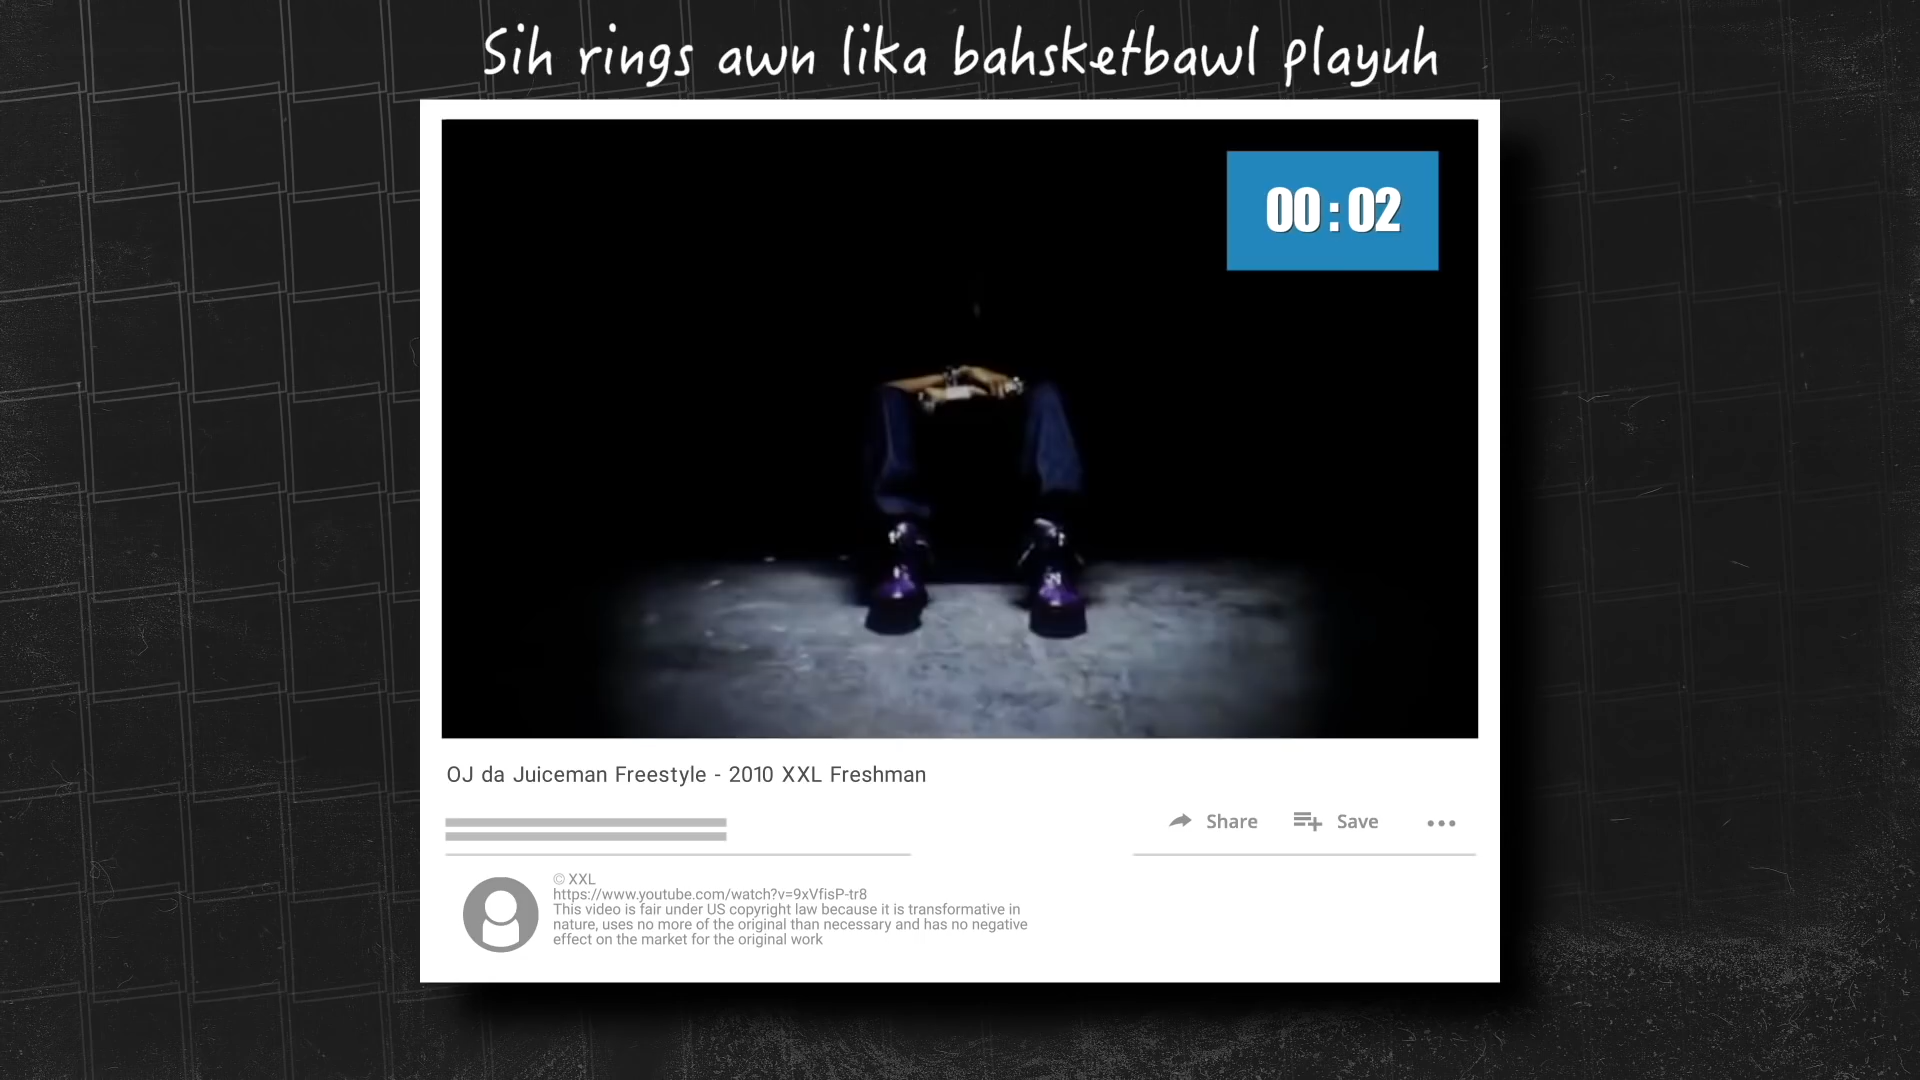 Sih rings awn lika bahsketbawl playuh
00:02
OJ da Juiceman Freestyle - 2010 XXL Freshman
Share Save
© XXL
https://www.youtube.com/watch?v=9xVfisP-tr8
This video is fair under US copyright law because it is transformative in
nature, uses no more of the original than necessary and has no negative
effect on the market for the original work